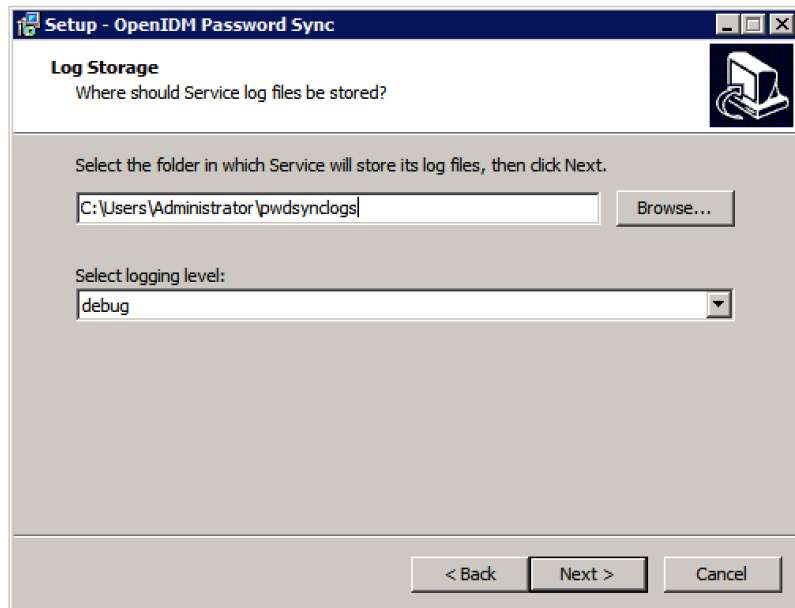 Setup - OpenIDM Password Sync
Log Storage
Where should Service log files be stored?
Select the folder in which Service will store its log files, then click Next.
C:\Users\Administrator\pwdsynclogs
Browse...
Select logging level:
debug
< Back
Next >
Cancel